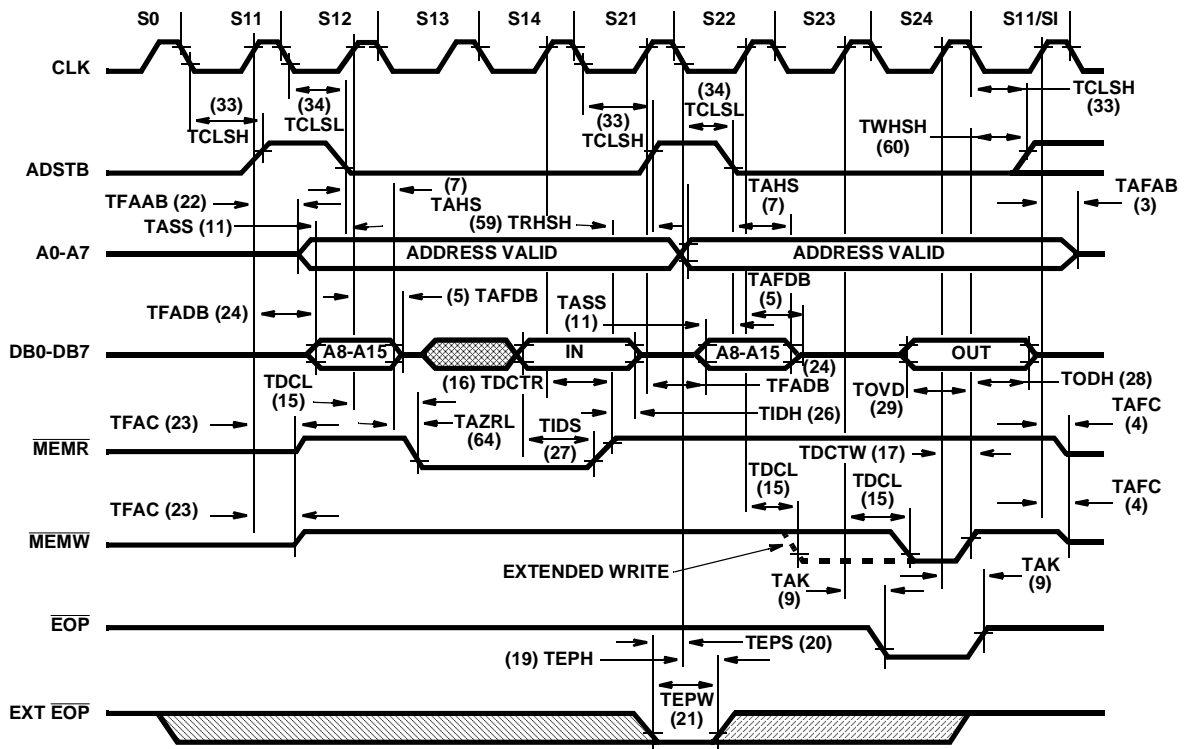 S0 S11 S12 S13 S14 S21 S22 S23 S24 S11/SI
CLK
(33) (34) (33) (34) TCLSH
TCLSH TCLSL TCLSH TCLSL (33)
TWHSH
(60)
ADSTB
TFAAB (22) (7) TAHS TAFAB
TASS (11) TAHS (7) (3)
(59) TRHSH
A0-A7 ADDRESS VALID ADDRESS VALID
TFADB (24) (5) TAFDB TASS TAFDB
(11) (5)
DB0-DB7 A8-A15 IN A8-A15 OUT
(24)
TDCL (16) TDCTR TFADB TOVD TODH (28)
(15) (29)
TFAC (23) TAZRL TIDS TIDH (26) TAFC
(64) (27) (4)
MEMR TDCTW (17)
TDCL TDCL
(15) (15)
TFAC (23) TAFC
(4)
MEMW
EXTENDED WRITE
TAK TAK
(9) (9)
EOP
(19) TEPH TEPS (20)
TEPW
(21)
EXT EOP